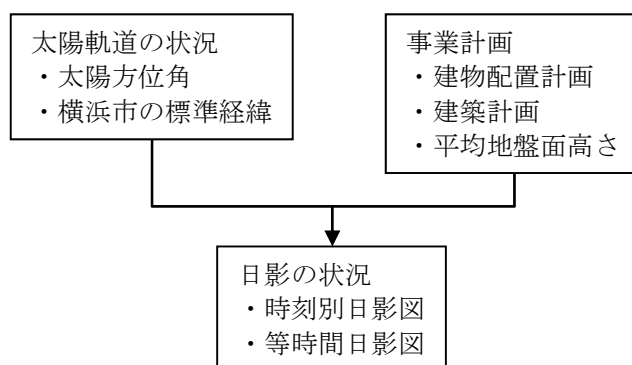 太陽軌道の状況
・太陽方位角
・横浜市の標準経緯
事業計画
・建物配置計画
・建築計画
・平均地盤面高さ
日影の状況
・時刻別日影図
・等時間日影図